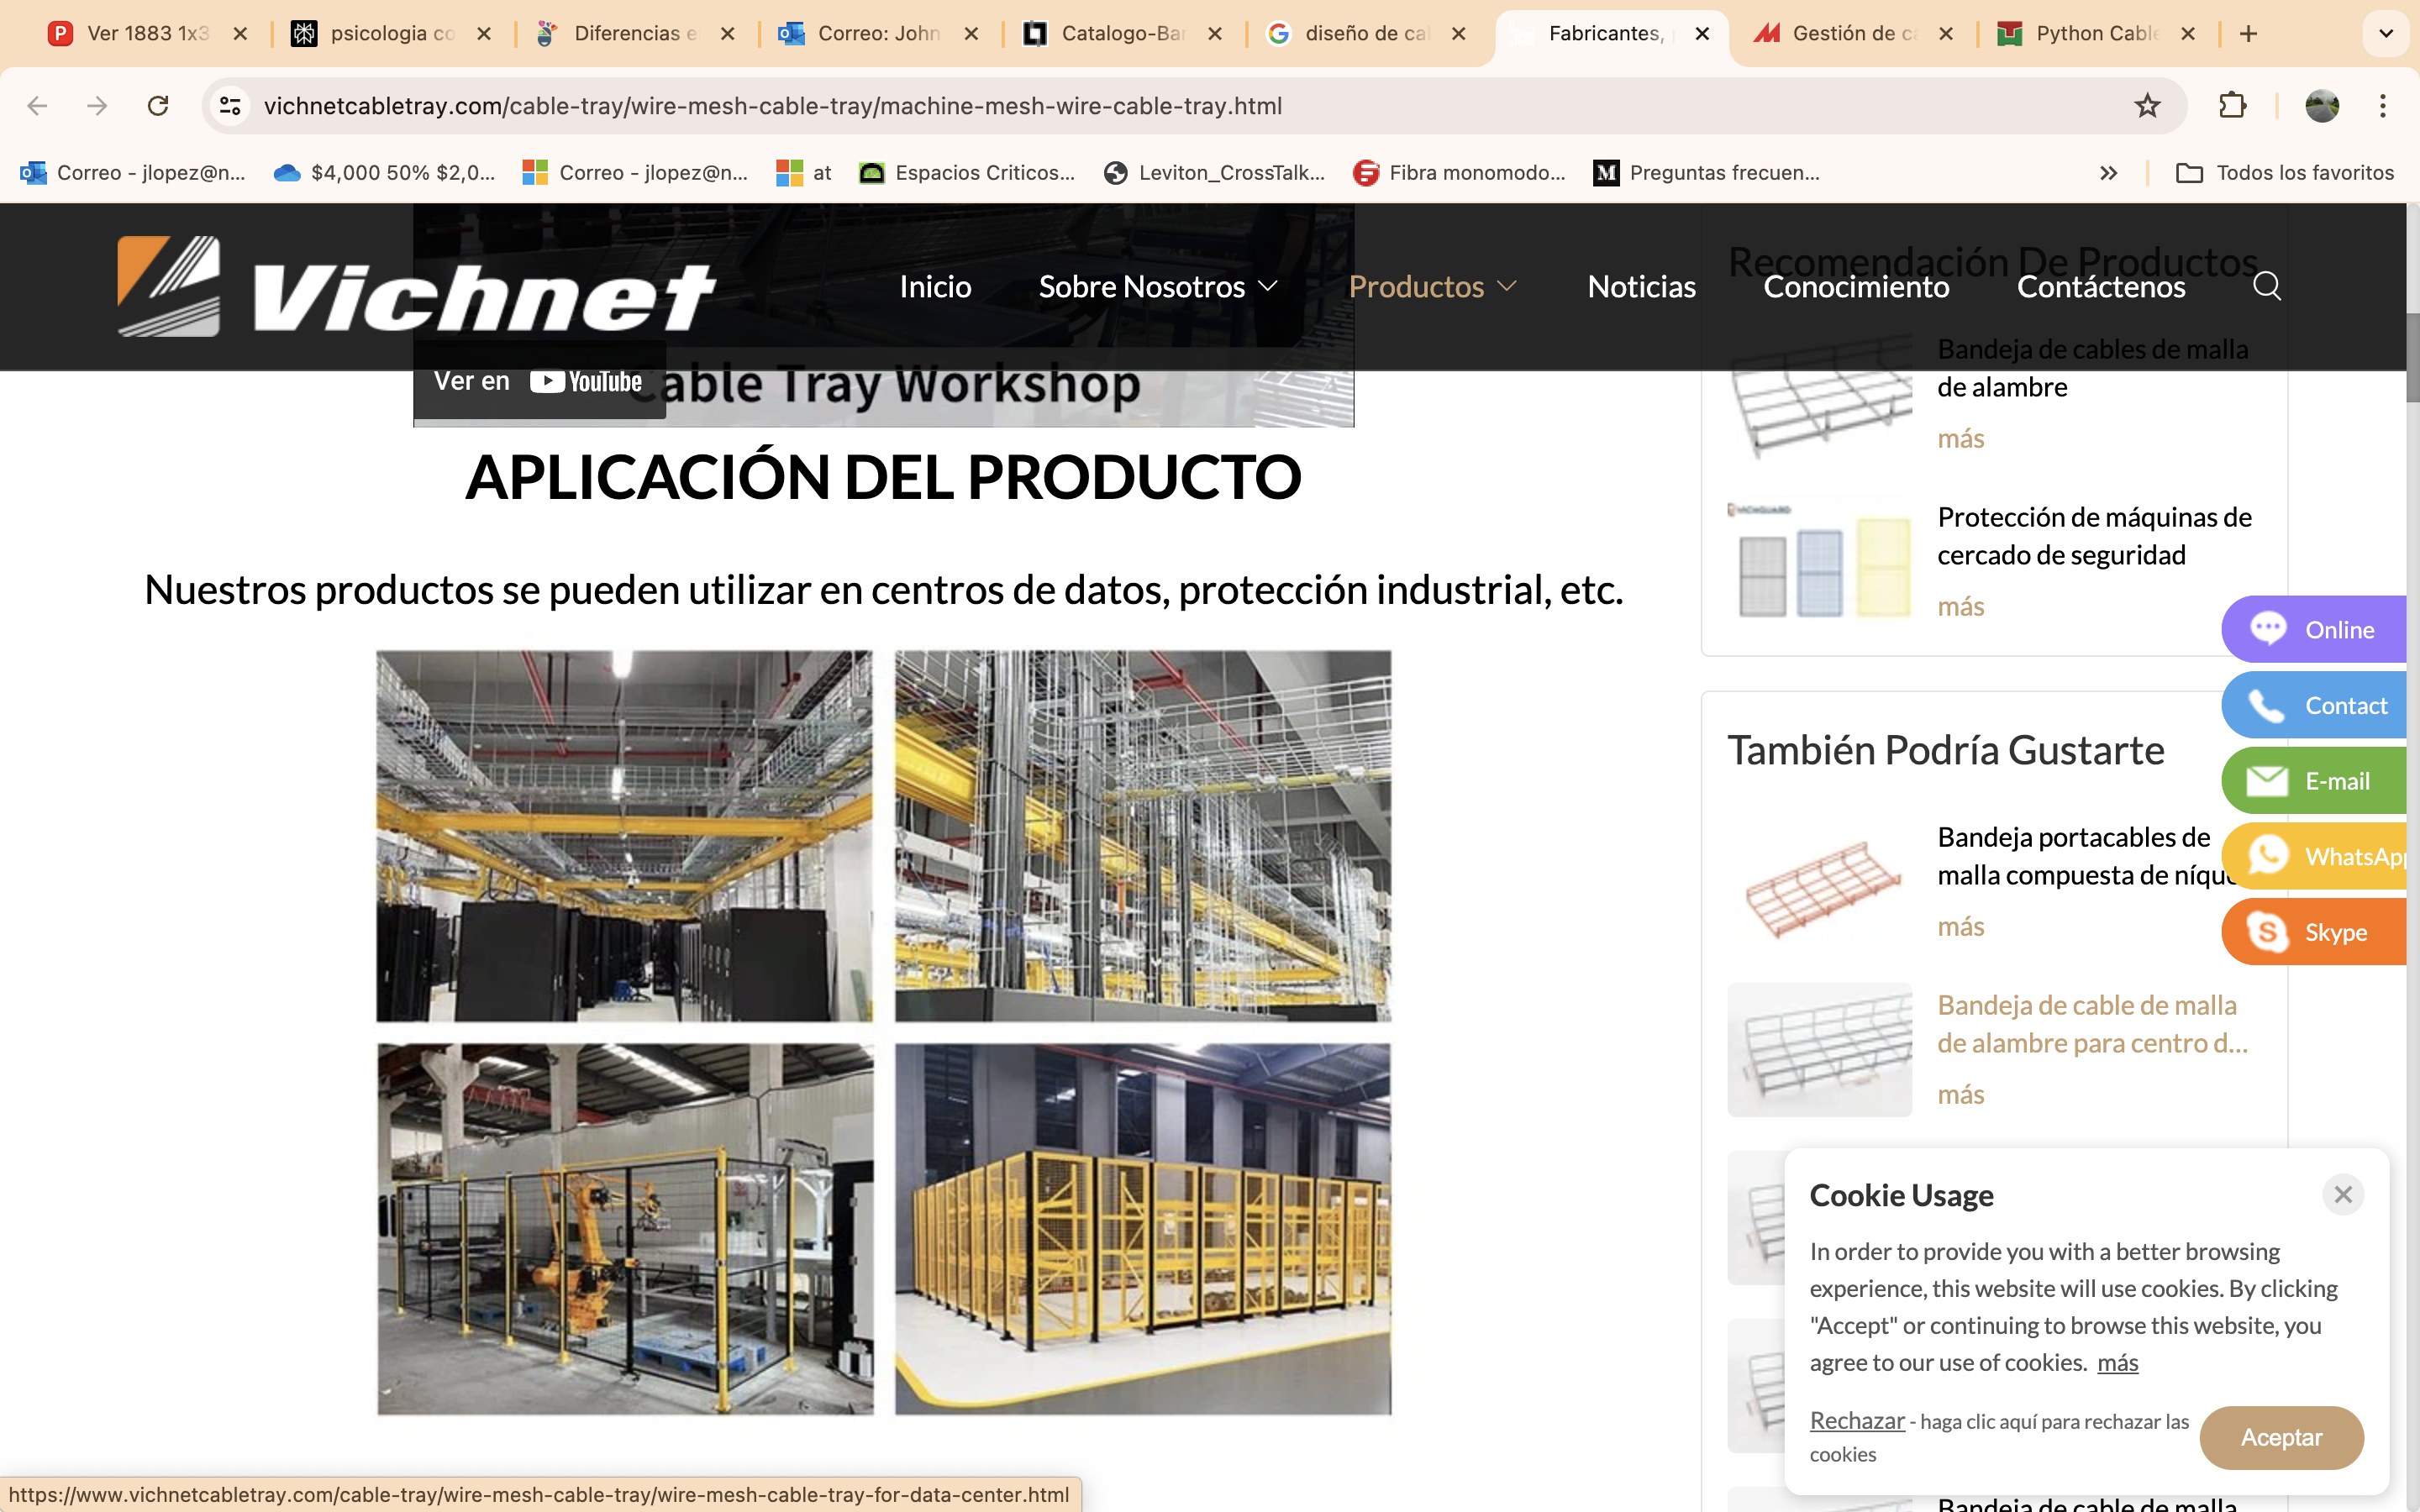 Ver 1883 1x3
psicologia co
Diferencias e
Correo: John
Catalogo-Bar
diseño de cal
Fabricantes,
Gestión de ca
Python Cable
vichnetcabletray.com/cable-tray/wire-mesh-cable-tray/machine-mesh-wire-cable-tray.html
Correo - jlopez@n...
$4,000 50% $2,0...
Correo - jlopez@n...
at
Espacios Criticos...
Leviton_CrossTalk...
Fibra monomodo...
Preguntas frecuen...
Todos los favoritos
Vichnet
Inicio
Sobre Nosotros
Productos
Noticias
Conocimiento
Contáctenos
Recomendación De Productos
Ver en YouTube
Cable Tray Workshop
APLICACIÓN DEL PRODUCTO
Nuestros productos se pueden utilizar en centros de datos, protección industrial, etc.
Bandeja de cables de malla
de alambre
más
Protección de máquinas de
cercado de seguridad
más
También Podría Gustarte
Bandeja portacables de
malla compuesta de níque
más
Bandeja de cable de malla
de alambre para centro d...
más
Online
Contact
E-mail
WhatsApp
Skype
Cookie Usage
In order to provide you with a better browsing
experience, this website will use cookies. By clicking
"Accept" or continuing to browse this website, you
agree to our use of cookies. más
Rechazar - haga clic aquí para rechazar las
cookies
Aceptar
Bandeja de cable de malla
https://www.vichnetcabletray.com/cable-tray/wire-mesh-cable-tray/wire-mesh-cable-tray-for-data-center.html